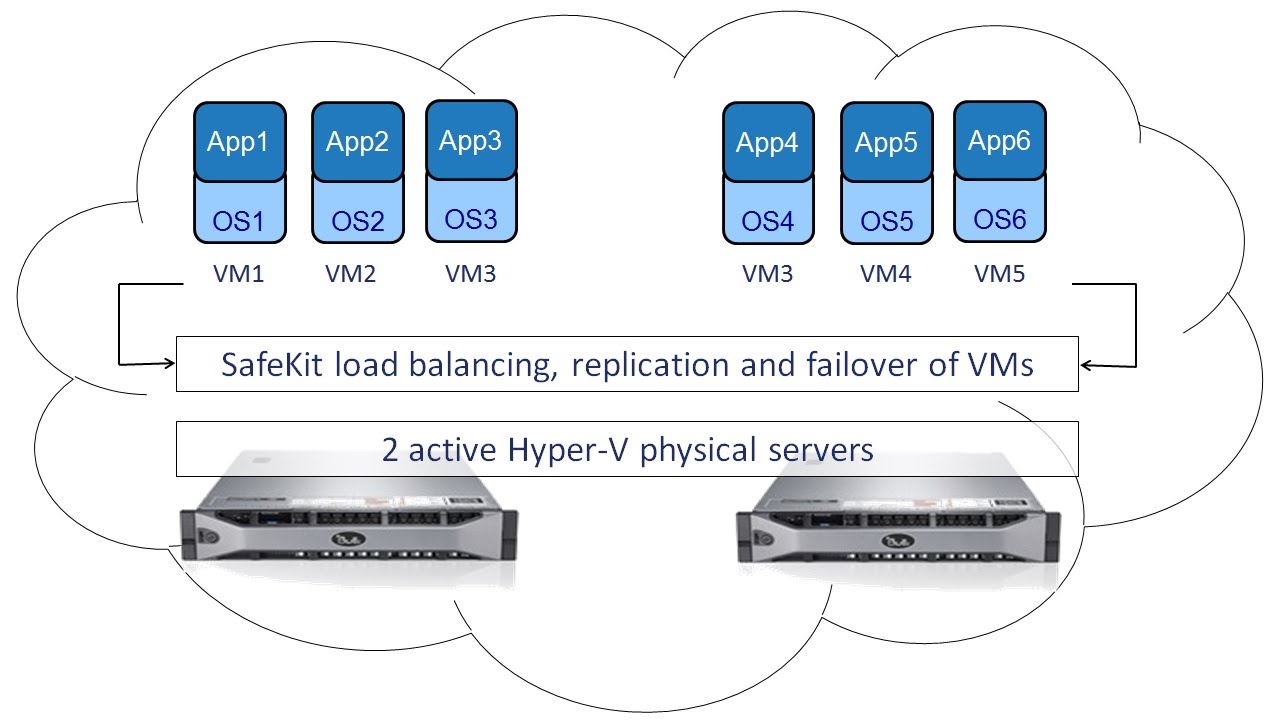 App1 App2 App3 App4 App5 App6
OS1 OS2 OS3 OS4 OS5 OS6
VM1 VM2 VM3 VM3 VM4 VM5
SafeKit load balancing, replication and failover of VMs
2 active Hyper-V physical servers